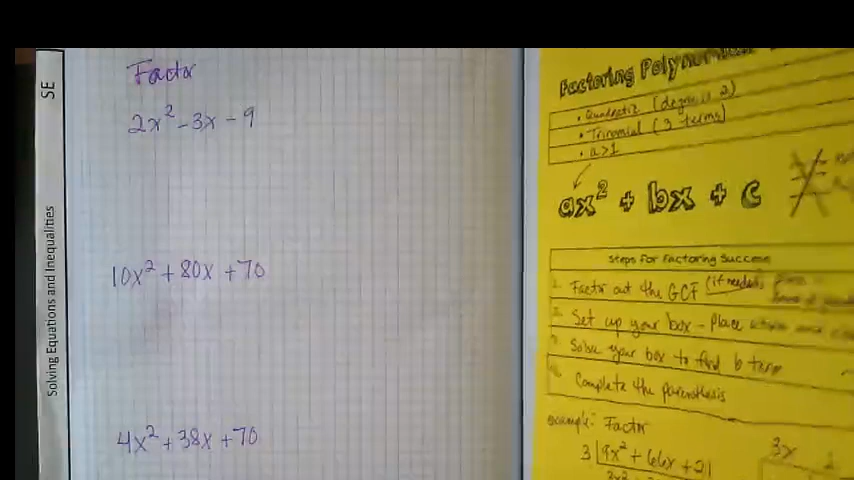 SE
Solving Equations and Inequalities
Factor
2x² - 3x - 9
10x² + 80x + 70
4x² + 38x + 70
Factoring
• Quadratic (degree 2)
• Trinomial (3 terms)
• a>1
ax² + bx + c
Steps for Factoring Success
1. Factor out the GCF (if needed)
2. Set up your box - Place
3. Solve your box to find b term
4. Complete the parenthesis
example: Factor
3 | 9x² + 66x + 21
3x